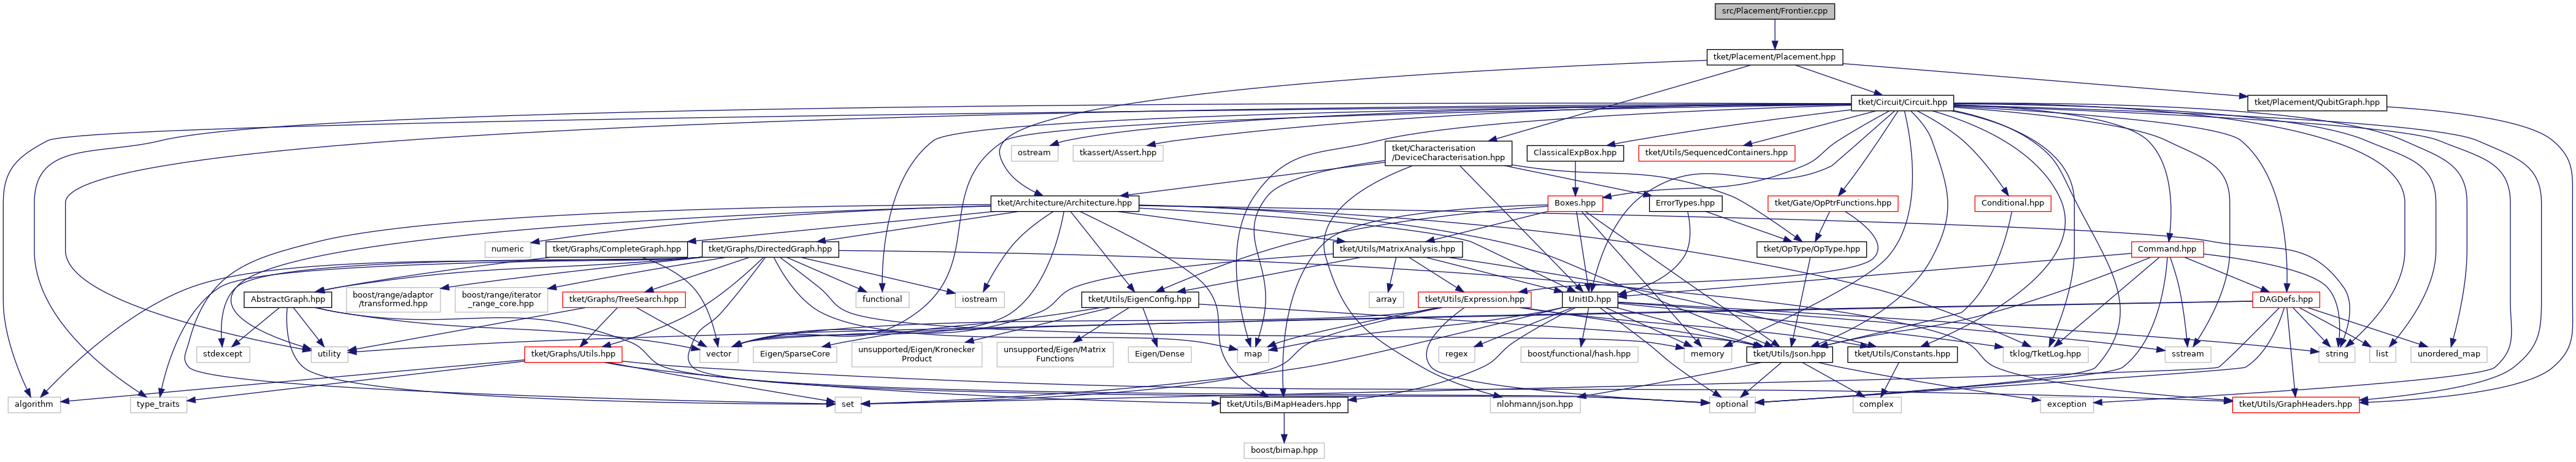 src/Placement/Frontier.cpp
tket/Placement/Placement.hpp
tket/Circuit/Circuit.hpp
tket/Placement/QubitGraph.hpp
ostream
tkassert/Assert.hpp
tket/Characterisation
/DeviceCharacterisation.hpp
ClassicalExpBox.hpp
tket/Utils/SequencedContainers.hpp
tket/Architecture/Architecture.hpp
Boxes.hpp
ErrorTypes.hpp
tket/Gate/OpPtrFunctions.hpp
Conditional.hpp
numeric
tket/Graphs/CompleteGraph.hpp
tket/Graphs/DirectedGraph.hpp
tket/Utils/MatrixAnalysis.hpp
tket/OpType/OpType.hpp
Command.hpp
AbstractGraph.hpp
boost/range/adaptor
/transformed.hpp
boost/range/iterator
_range_core.hpp
tket/Graphs/TreeSearch.hpp
functional
iostream
tket/Utils/EigenConfig.hpp
array
tket/Utils/Expression.hpp
UnitID.hpp
DAGDefs.hpp
stdexcept
utility
tket/Graphs/Utils.hpp
vector
Eigen/SparseCore
unsupported/Eigen/Kronecker
Product
unsupported/Eigen/Matrix
Functions
Eigen/Dense
map
regex
boost/functional/hash.hpp
memory
tket/Utils/Json.hpp
tket/Utils/Constants.hpp
tklog/TketLog.hpp
sstream
string
list
unordered_map
algorithm
type_traits
set
tket/Utils/BiMapHeaders.hpp
nlohmann/json.hpp
optional
complex
exception
tket/Utils/GraphHeaders.hpp
boost/bimap.hpp